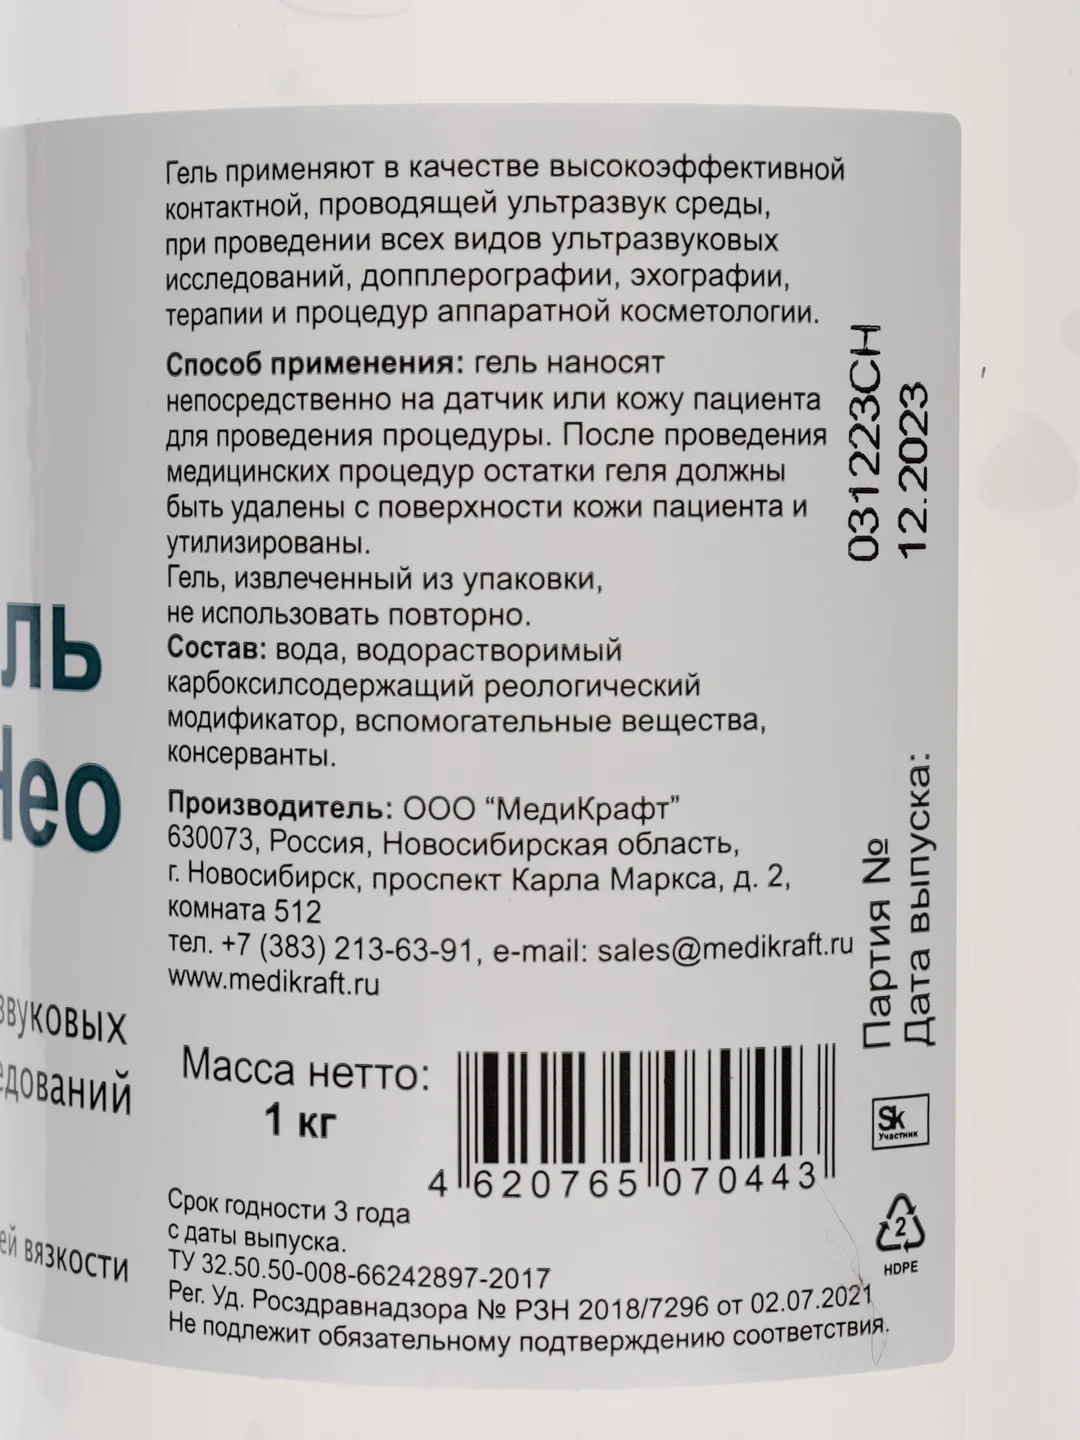 Гель применяют в качестве высокоэффективной
контактной, проводящей ультразвук среды,
при проведении всех видов ультразвуковых
исследований, допплерографии, эхографии,
терапии и процедур аппаратной косметологии.
Способ применения: гель наносят
непосредственно на датчик или кожу пациента
для проведения процедуры. После проведения
медицинских процедур остатки геля должны
быть удалены с поверхности кожи пациента и
утилизированы.
Гель, извлеченный из упаковки,
не использовать повторно.
Состав: вода, водорастворимый
карбоксилсодержащий реологический
модификатор, вспомогательные вещества,
консерванты.
Производитель: ООО “МедиКрафт”
630073, Россия, Новосибирская область,
г. Новосибирск, проспект Карла Маркса, д. 2,
комната 512
тел. +7 (383) 213-63-91, e-mail: sales@medikraft.ru
www.medikraft.ru
Масса нетто:
1 кг
4 620765 070443
Срок годности 3 года
с даты выпуска.
ТУ 32.50.50-008-66242897-2017
Рег. Уд. Росздравнадзора № РЗН 2018/7296 от 02.07.2021
Не подлежит обязательному подтверждению соответствия.
Партия №
031223СН
Дата выпуска:
12.2023
Sk
Участник
2
HDPE
ль
Нео
звуковых
едований
ей вязкости